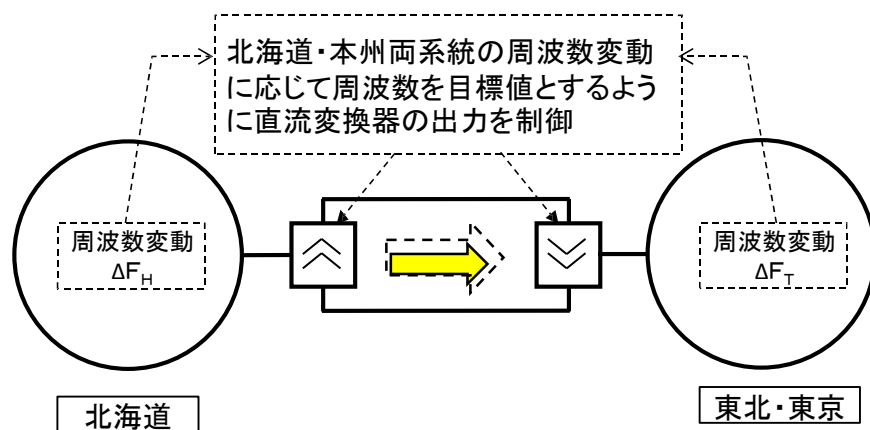 北海道・本州両系統の周波数変動
に応じて周波数を目標値とするよう
に直流変換器の出力を制御
周波数変動
ΔFH
周波数変動
ΔFT
北海道
東北・東京